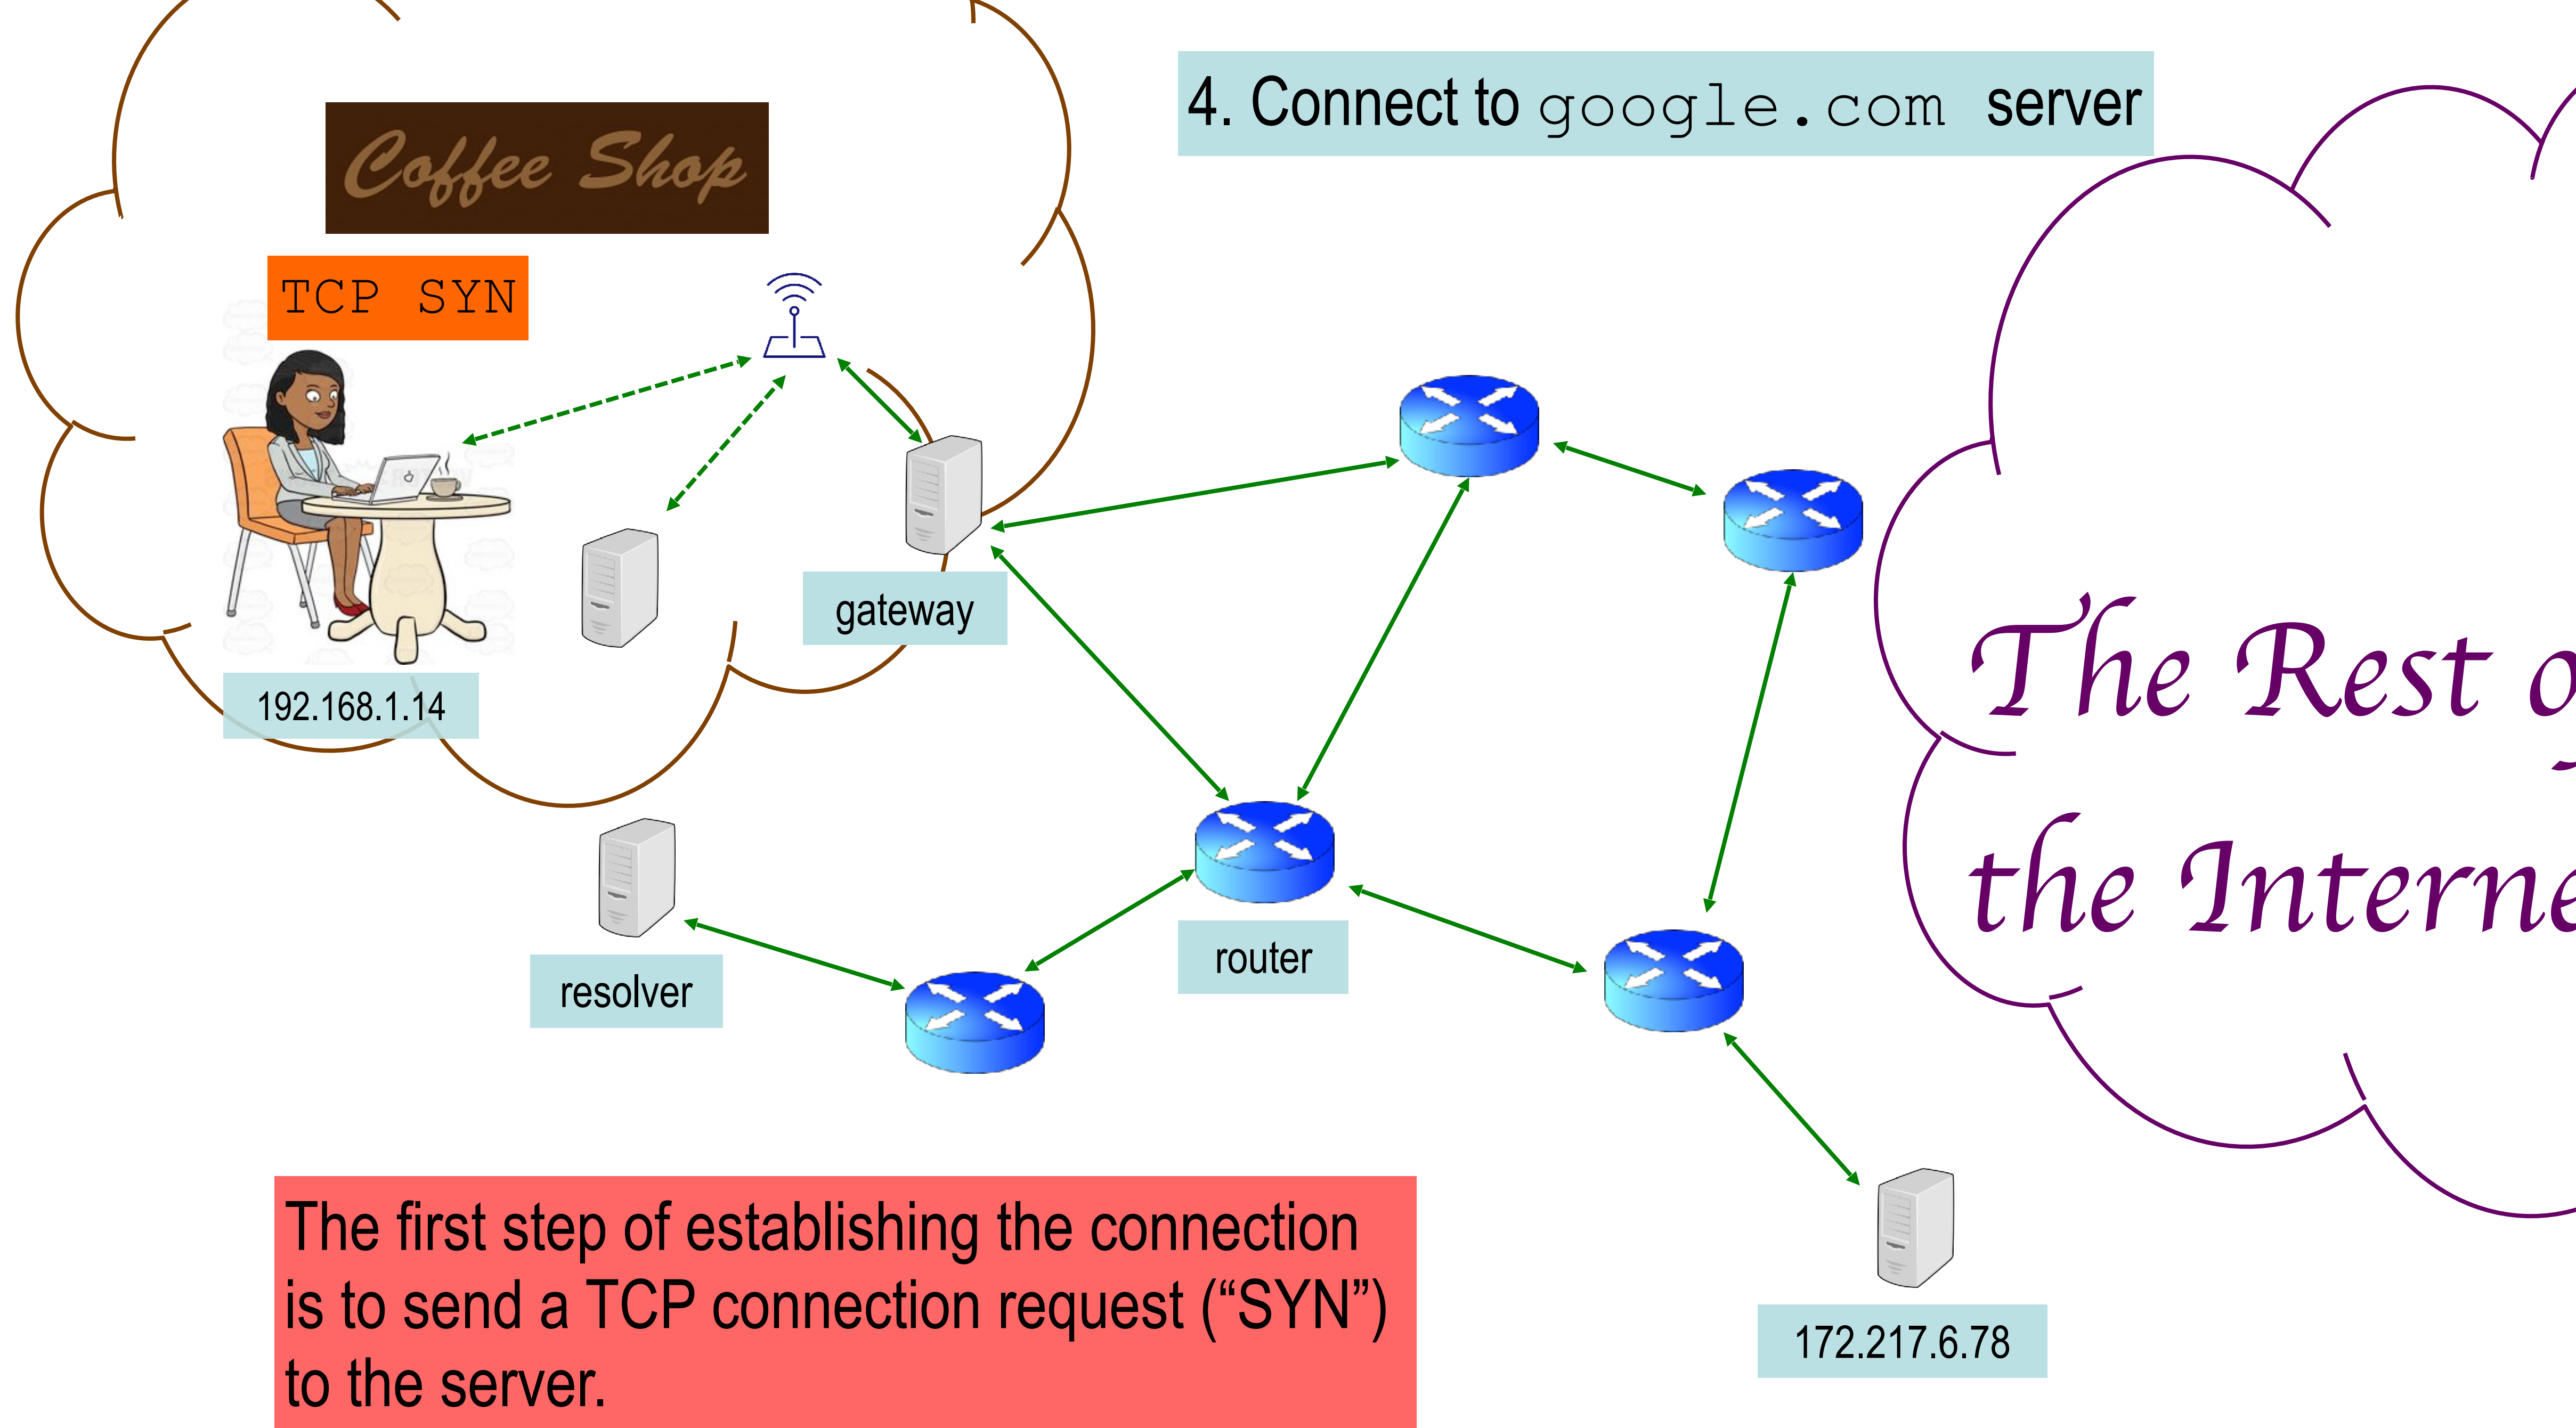 4. Connect to google.com server
Coffee Shop
TCP SYN
gateway
192.168.1.14
The Rest
the
resolver
router
The first step of establishing the connection
is to send a TCP connection request (“SYN”)
to the server.
172.217.6.78